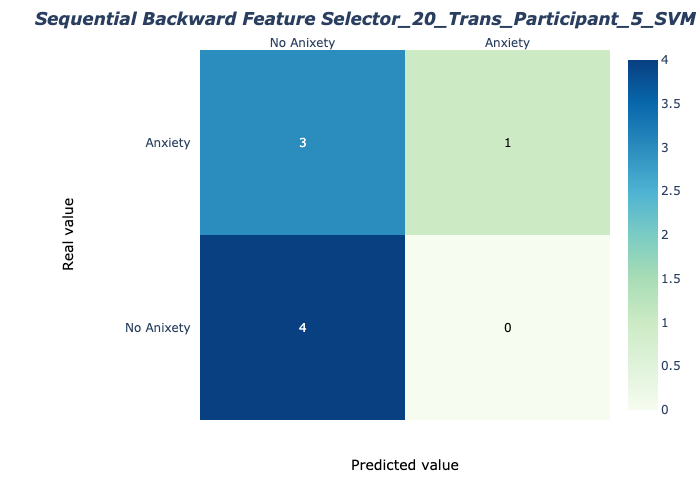 Sequential Backward Feature Selector_20_Trans_Participant_5_SVM
No Anixety Anxiety
4
3.5
Anxiety 3 1
3
2.5
Real value
2
1.5
1
No Anixety 4 0
0.5
0
Predicted value